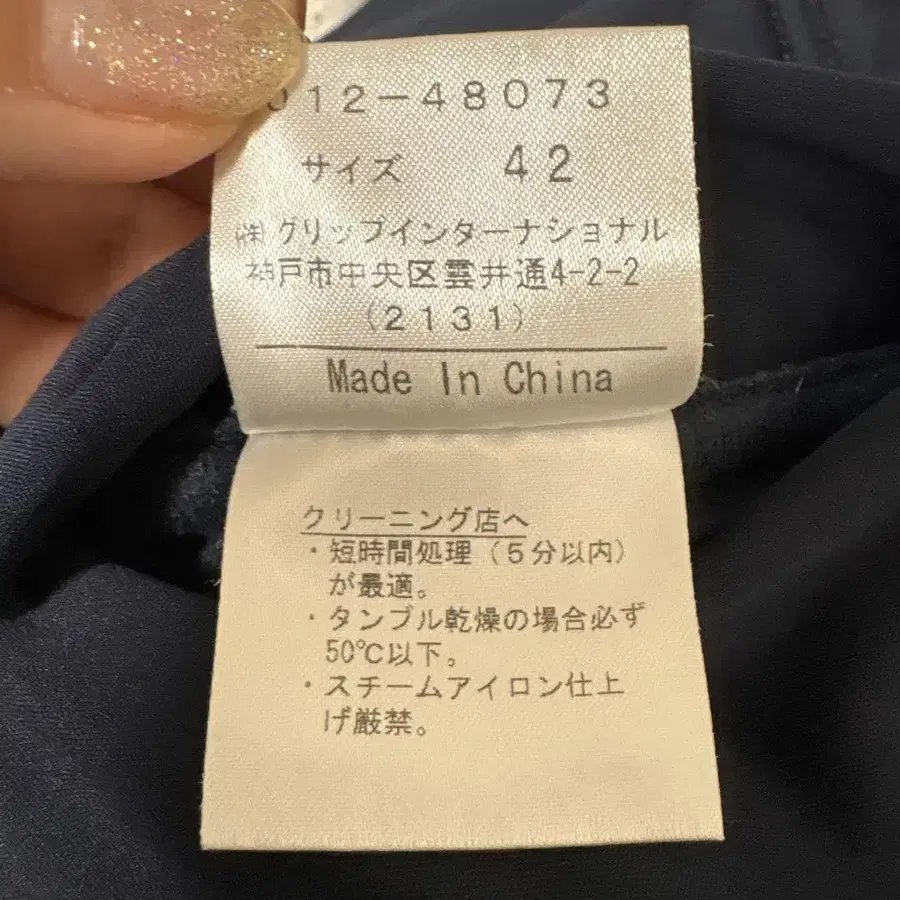 012-48073
サイズ 42
㈱グリップインターナショナル
神戸市中央区雲井通4-2-2
(2131)
Made In China
クリーニング店へ
・短時間処理（5分以内）
が最適。
・タンブル乾燥の場合必ず
50℃以下。
・スチームアイロン仕上
げ厳禁。